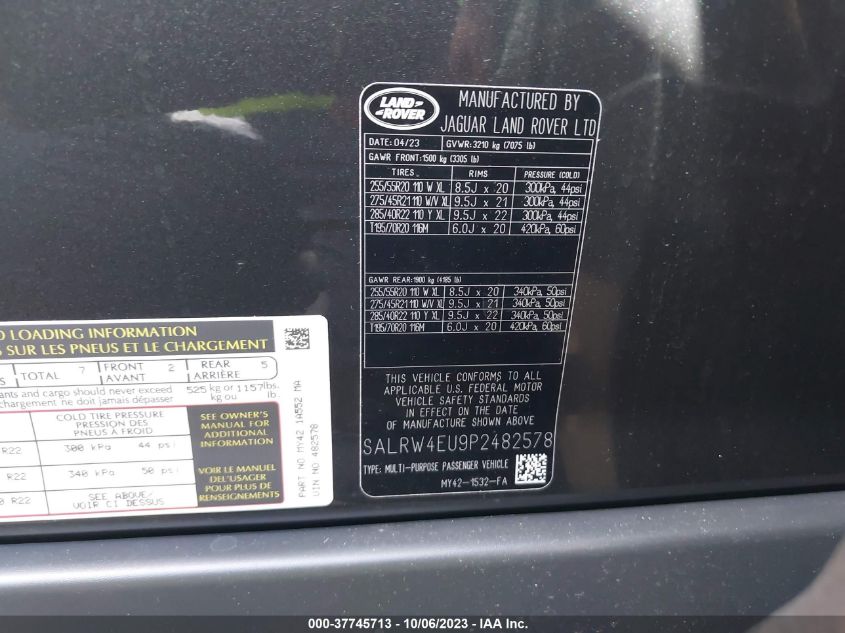 LAND ROVER
MANUFACTURED BY
JAGUAR LAND ROVER LTD
DATE: 04/23 GVWR: 3210 kg (7075 lb)
GAWR FRONT: 1500 kg (3305 lb)
TIRES RIMS PRESSURE (COLD)
255/55R20 110 W XL 8.5J x 20 300kPa, 44psi
275/45R21 110 W/V XL 9.5J x 21 300kPa, 44psi
285/40R22 110 Y XL 9.5J x 22 300kPa, 44psi
T195/70R20 116M 6.0J x 20 420kPa, 60psi
GAWR REAR: 1900 kg (4185 lb)
255/55R20 110 W XL 8.5J x 20 340kPa, 50psi
275/45R21 110 W/V XL 9.5J x 21 340kPa, 50psi
285/40R22 110 Y XL 9.5J x 22 340kPa, 50psi
T195/70R20 116M 6.0J x 20 420kPa, 60psi
THIS VEHICLE CONFORMS TO ALL
APPLICABLE U.S. FEDERAL MOTOR
VEHICLE SAFETY STANDARDS
IN EFFECT ON THE DATE OF
MANUFACTURE SHOWN ABOVE
SALRW4EU9P2482578
TYPE: MULTI-PURPOSE PASSENGER VEHICLE
MY42-1532-FA
LOADING INFORMATION
SUR LES PNEUS ET LE CHARGEMENT
TOTAL 7 FRONT AVANT 2 REAR ARRIÈRE 5
and cargo should never exceed 525 kg or 1157 lbs.
ne doit jamais dépasser kg ou lb.
COLD TIRE PRESSURE
PRESSION DES
PNEUS A FROID
R22 300 kPa 44 psi
R22 340 kPa 50 psi
R22 SEE ABOVE/
VOIR CI DESSUS
SEE OWNER'S
MANUAL FOR
ADDITIONAL
INFORMATION
VOIR LE MANUEL
DEL'USAGER
POUR PLUS DE
RENSEIGNEMENTS
PART NO MY42 1A552 MA
VIN NO 482578
000-37745713 - 10/06/2023 - IAA Inc.